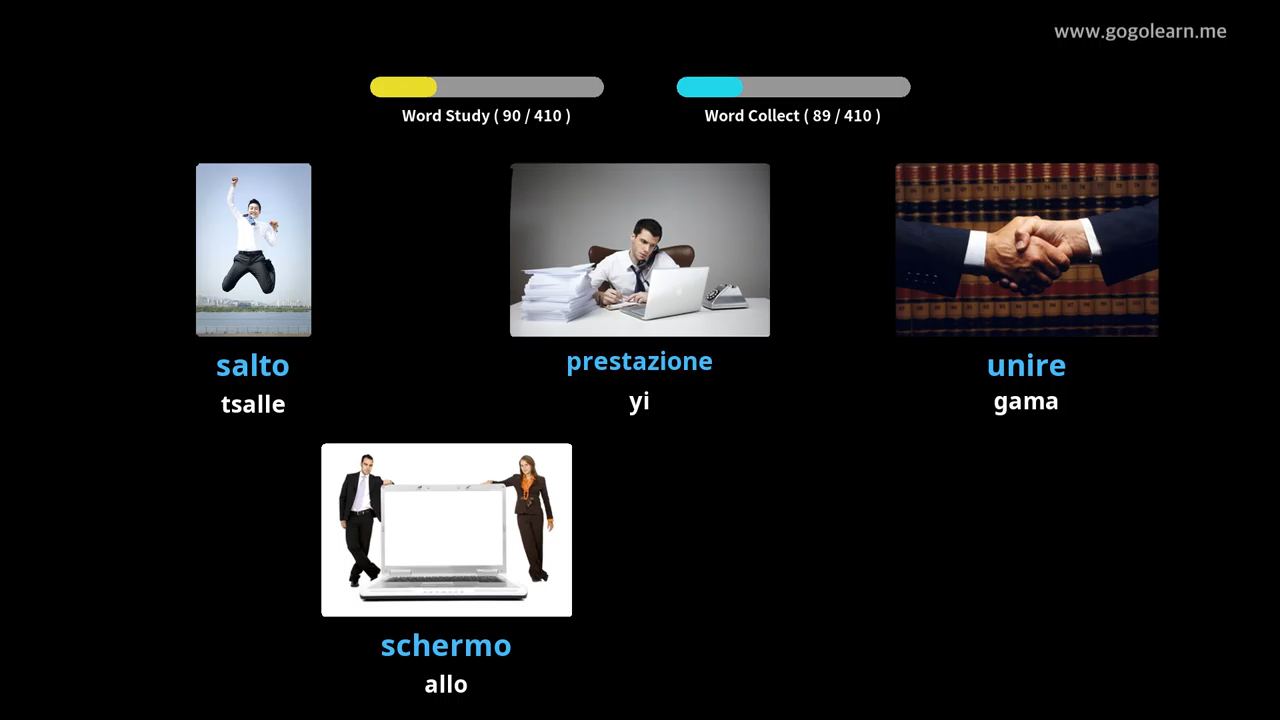 www.gogolearn.me
Word Study ( 90 / 410 )
Word Collect ( 89 / 410 )
salto
tsalle
prestazione
yi
unire
gama
schermo
allo